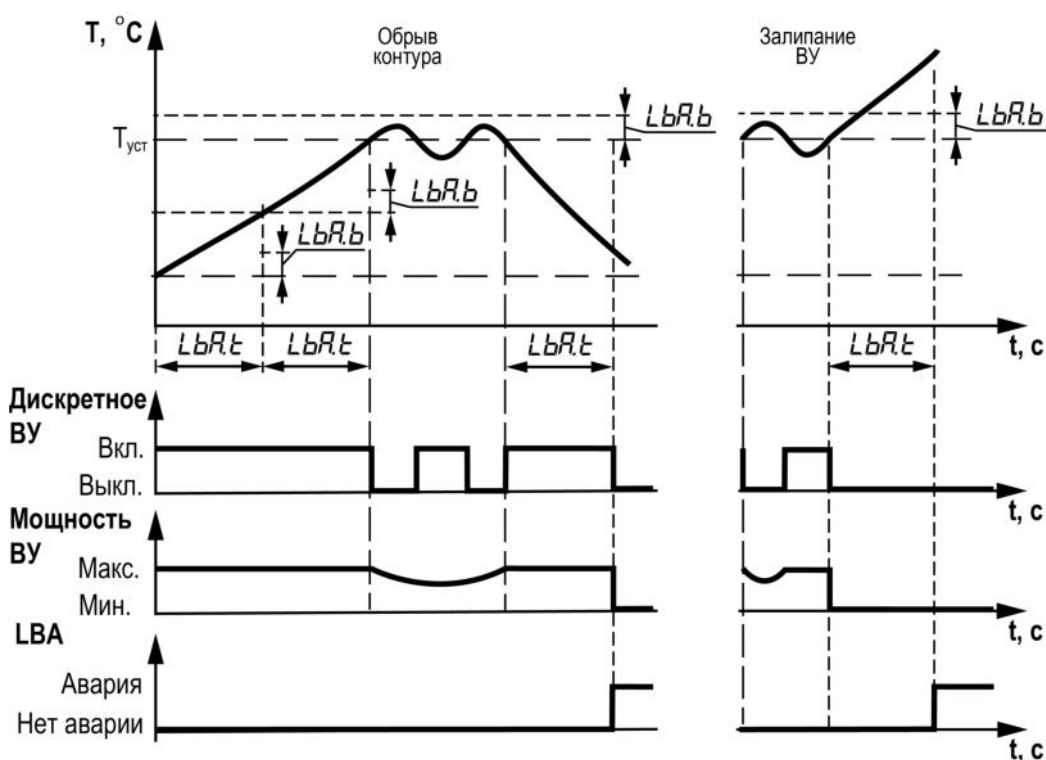 T, °C
Обрыв
контура
Залипание
ВУ
LbA.b
LbA.b
Tуст
LbA.b
LbA.b
t, c
LbA.t
LbA.t
LbA.t
LbA.t
Дискретное
ВУ
Вкл.
Выкл.
t, c
Мощность
ВУ
Макс.
Мин.
t, c
LBA
Авария
Нет аварии
t, c